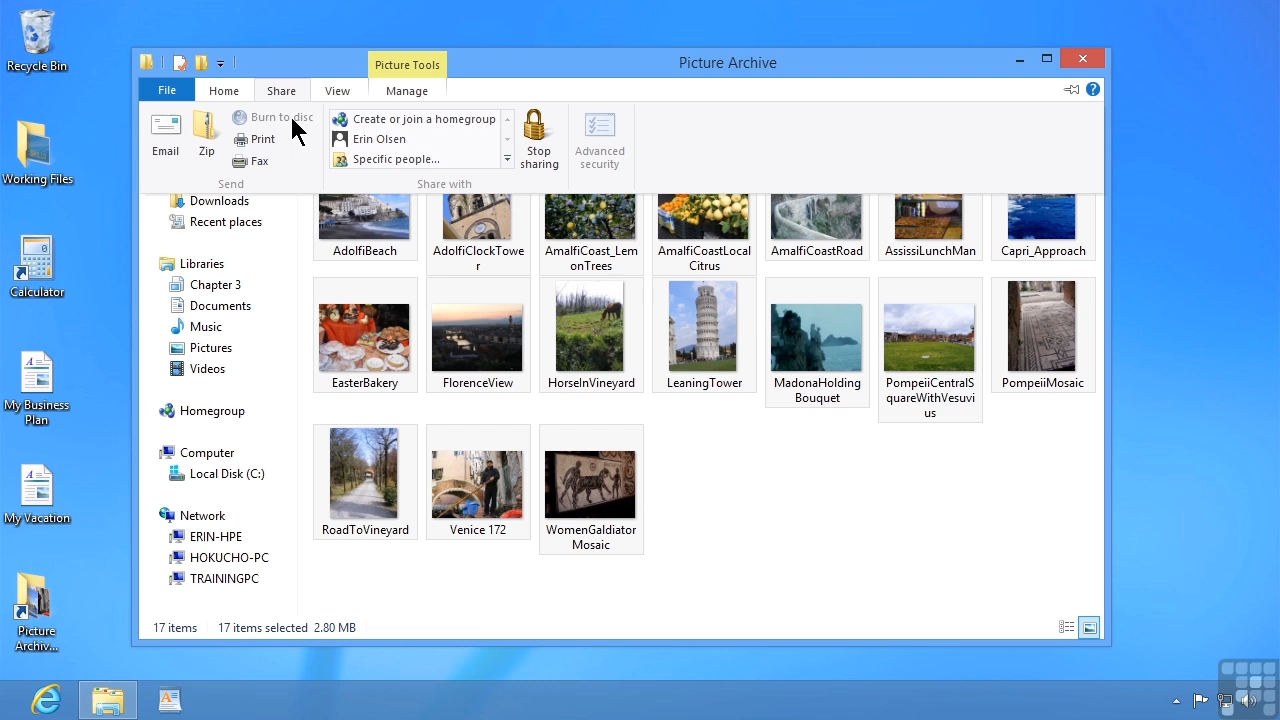 Recycle Bin
Working Files
Calculator
My Business
Plan
My Vacation
Picture
Archiv...
Picture Tools
Picture Archive
File
Home
Share
View
Manage
Email
Zip
Burn to disc
Print
Fax
Send
Create or join a homegroup
Erin Olsen
Specific people...
Share with
Stop
sharing
Advanced
security
Downloads
Recent places
Libraries
Chapter 3
Documents
Music
Pictures
Videos
Homegroup
Computer
Local Disk (C:)
Network
ERIN-HPE
HOKUCHO-PC
TRAININGPC
AdolfiBeach
AdolfiClockTowe
r
AmalfiCoast_Lem
onTrees
AmalfiCoastLocal
Citrus
AmalfiCoastRoad
AssissiLunchMan
Capri_Approach
EasterBakery
FlorenceView
HorseInVineyard
LeaningTower
MadonaHolding
Bouquet
PompeiiCentralS
quareWithVesuvi
us
PompeiiMosaic
RoadToVineyard
Venice 172
WomenGaldiator
Mosaic
17 items
17 items selected 2.80 MB